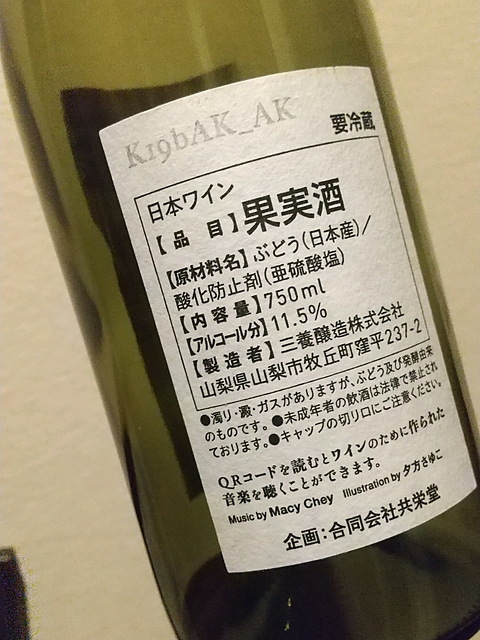 K19bAK_AK
要冷蔵
日本ワイン
【品 目】果実酒
【原材料名】ぶどう(日本産)/
酸化防止剤(亜硫酸塩)
【内 容 量】750ml
【アルコール分】11.5%
【製 造 者】三養醸造株式会社
山梨県山梨市牧丘町窪平237-2
●濁り・澱・ガスがありますが、ぶどう及び発酵由来
のものです。●未成年者の飲酒は法律で禁止され
ております。●キャップの切り口にご注意ください。
QRコードを読むとワインのために作られた
音楽を聴くことができます。
Music by Macy Chey Illustration by 夕方さゆこ
企画:合同会社共栄堂